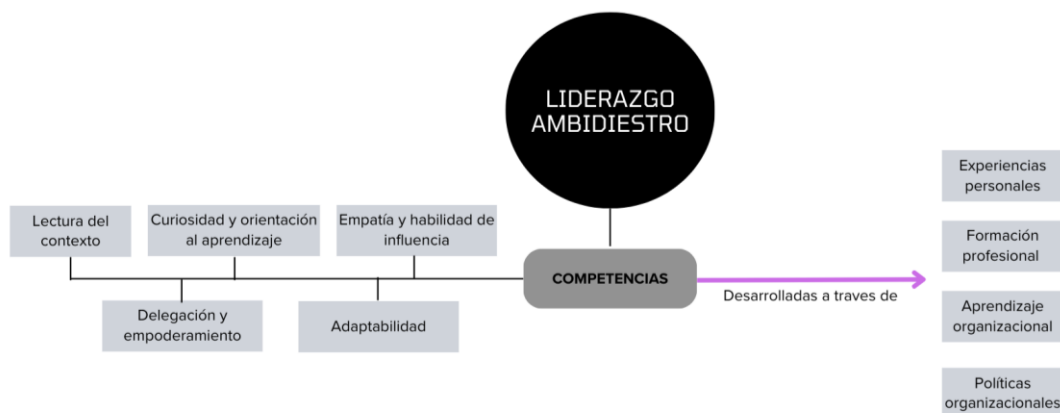 LIDERAZGO
AMBIDIESTRO
Experiencias
personales
Lectura del
contexto
Curiosidad y orientación
al aprendizaje
Empatía y habilidad de
influencia
Formación
profesional
COMPETENCIAS
Desarrolladas a traves de
Delegación y
empoderamiento
Adaptabilidad
Aprendizaje
organizacional
Políticas
organizacionales